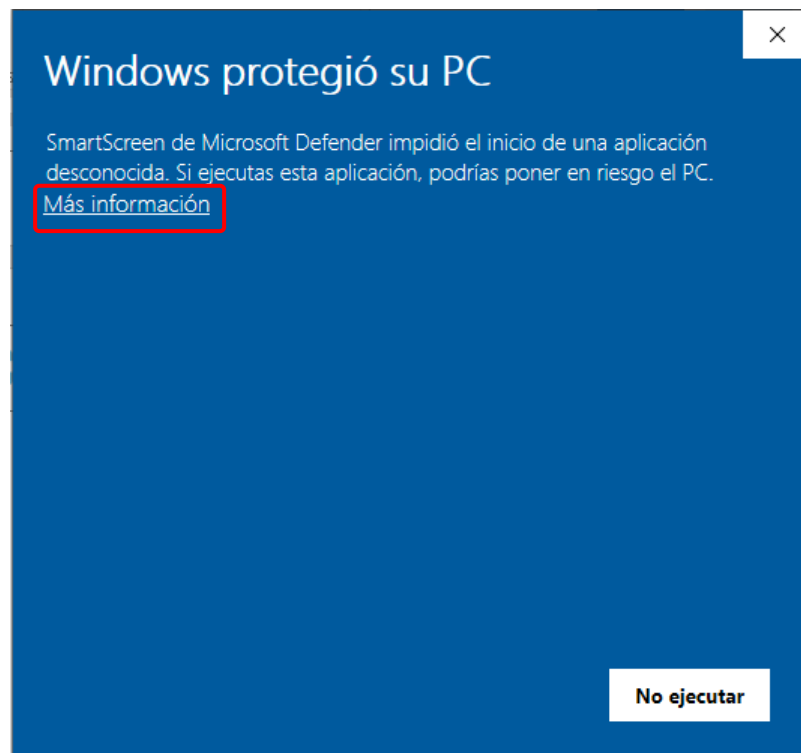 Windows protegió su PC
SmartScreen de Microsoft Defender impidió el inicio de una aplicación
desconocida. Si ejecutas esta aplicación, podrías poner en riesgo el PC.
Más información
No ejecutar